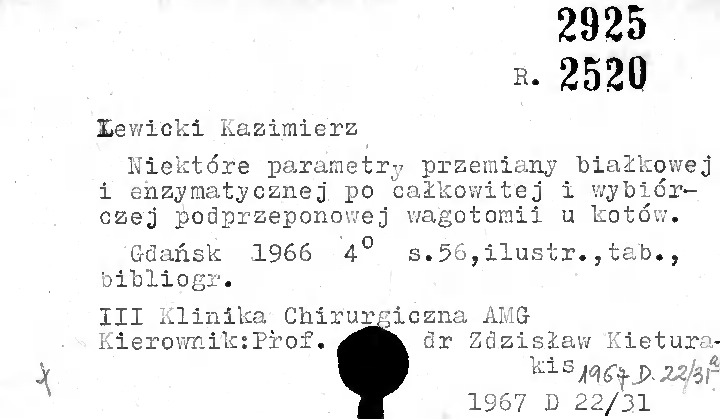 2925
R. 2520
Lewicki Kazimierz
Niektóre parametry przemiany białkowej
i enzymatycznej po całkowitej i wybiór-
czej podprzeponowej wagotomii u kotów.
Gdańsk 1966 4° s.56,ilustr.,tab.,
bibliogr.
III Klinika Chirurgiczna AMG
Kierownik:Prof. dr Zdzisław Kietura-
kis
1967 D. 22/31a
1967 D 22/31